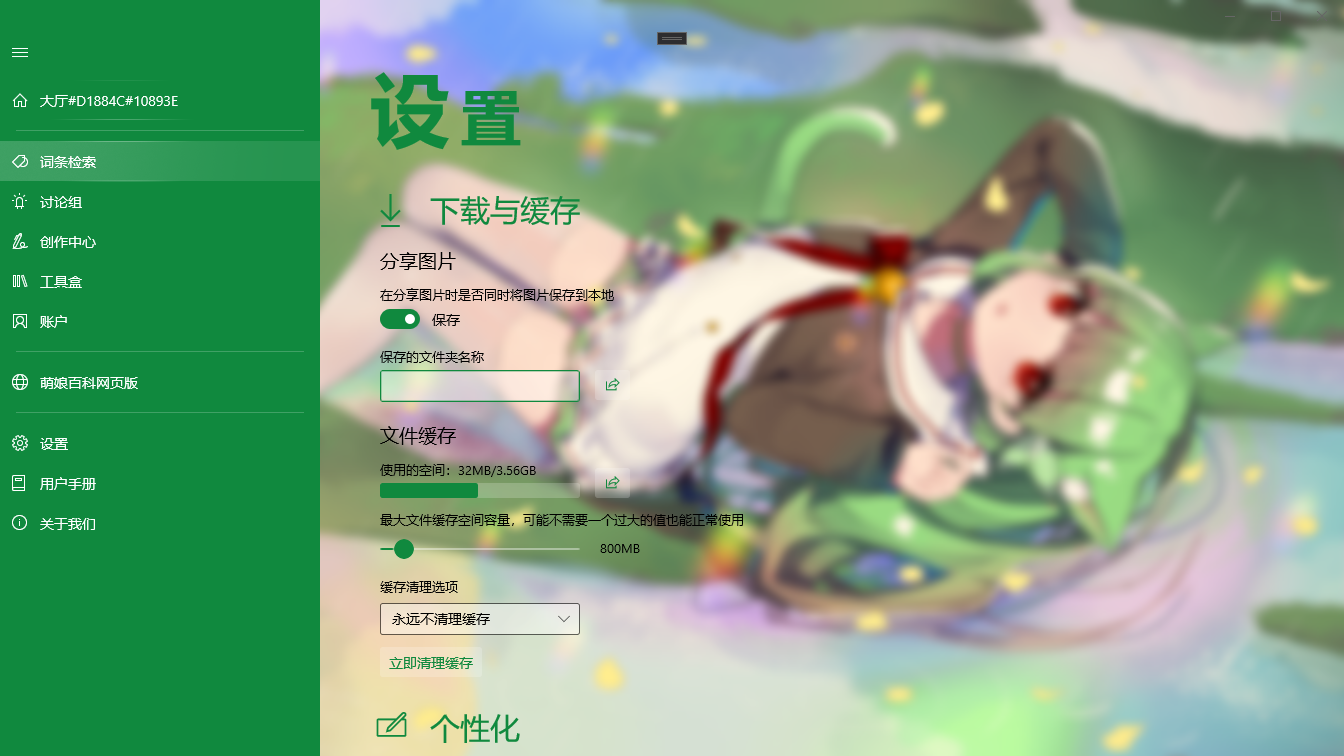 大厅#D1884C#10893E
词条检索
讨论组
创作中心
工具盒
账户
萌娘百科网页版
设置
用户手册
关于我们
设置
下载与缓存
分享图片
在分享图片时是否同时将图片保存到本地
保存
保存的文件夹名称
文件缓存
使用的空间：32MB/3.56GB
最大文件缓存空间容量，可能不需要一个过大的值也能正常使用
800MB
缓存清理选项
永远不清理缓存
立即清理缓存
个性化